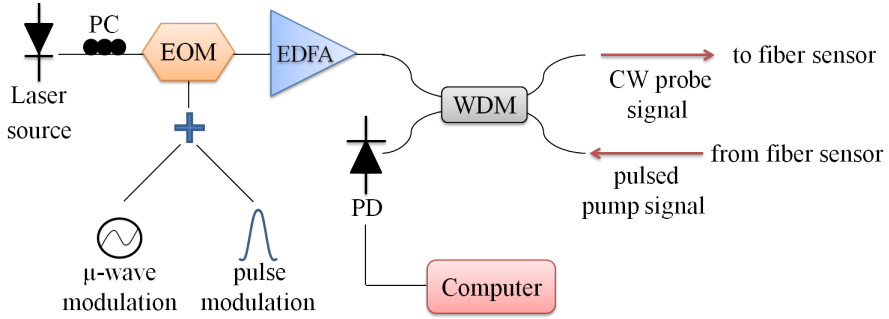 PC
EOM
EDFA
Laser
source
WDM
to fiber sensor
CW probe
signal
from fiber sensor
pulsed
pump signal
PD
μ-wave
modulation
pulse
modulation
Computer